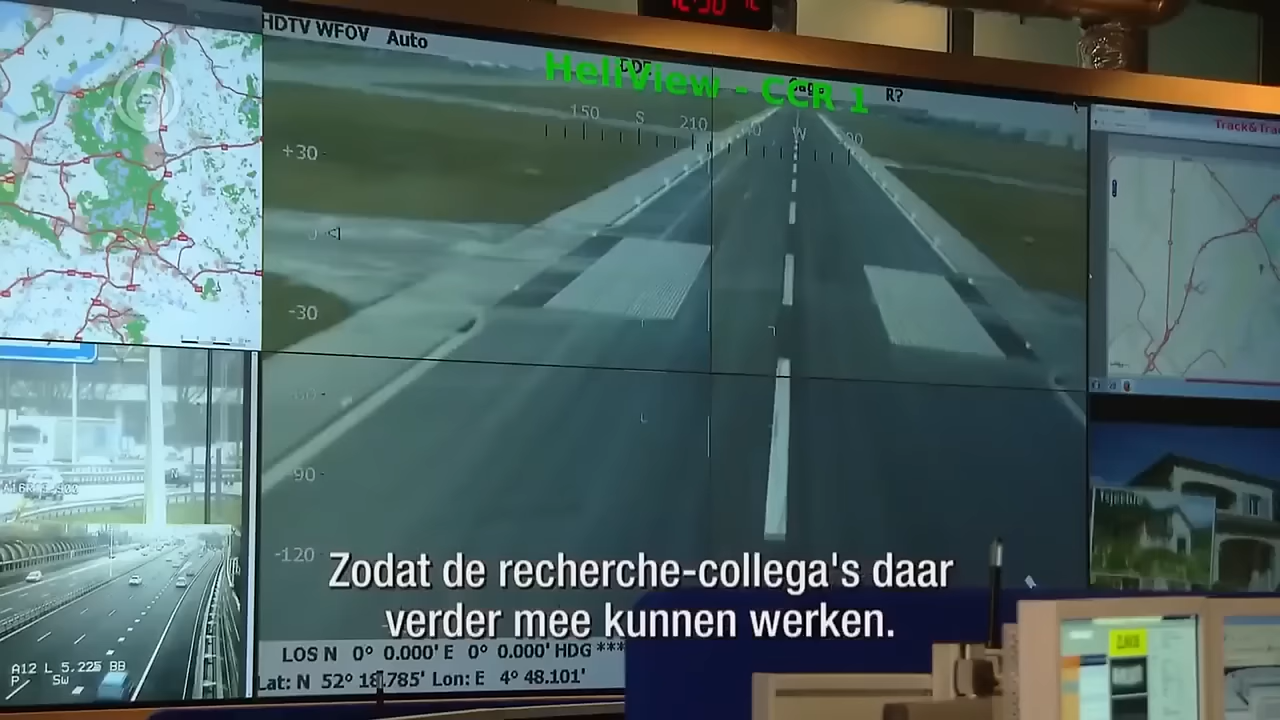 HDTV WFOV Auto
HeliView - CCR 1
R?
150 S 210 W
+30
-30
-90
-120
Track&Tra
A12 L 5.225 BB
P SW
Zodat de recherche-collega's daar
verder mee kunnen werken.
LOS N 0° 0.000' E 0° 0.000' HDG ***
Lat: N 52° 18.785' Lon: E 4° 48.101'